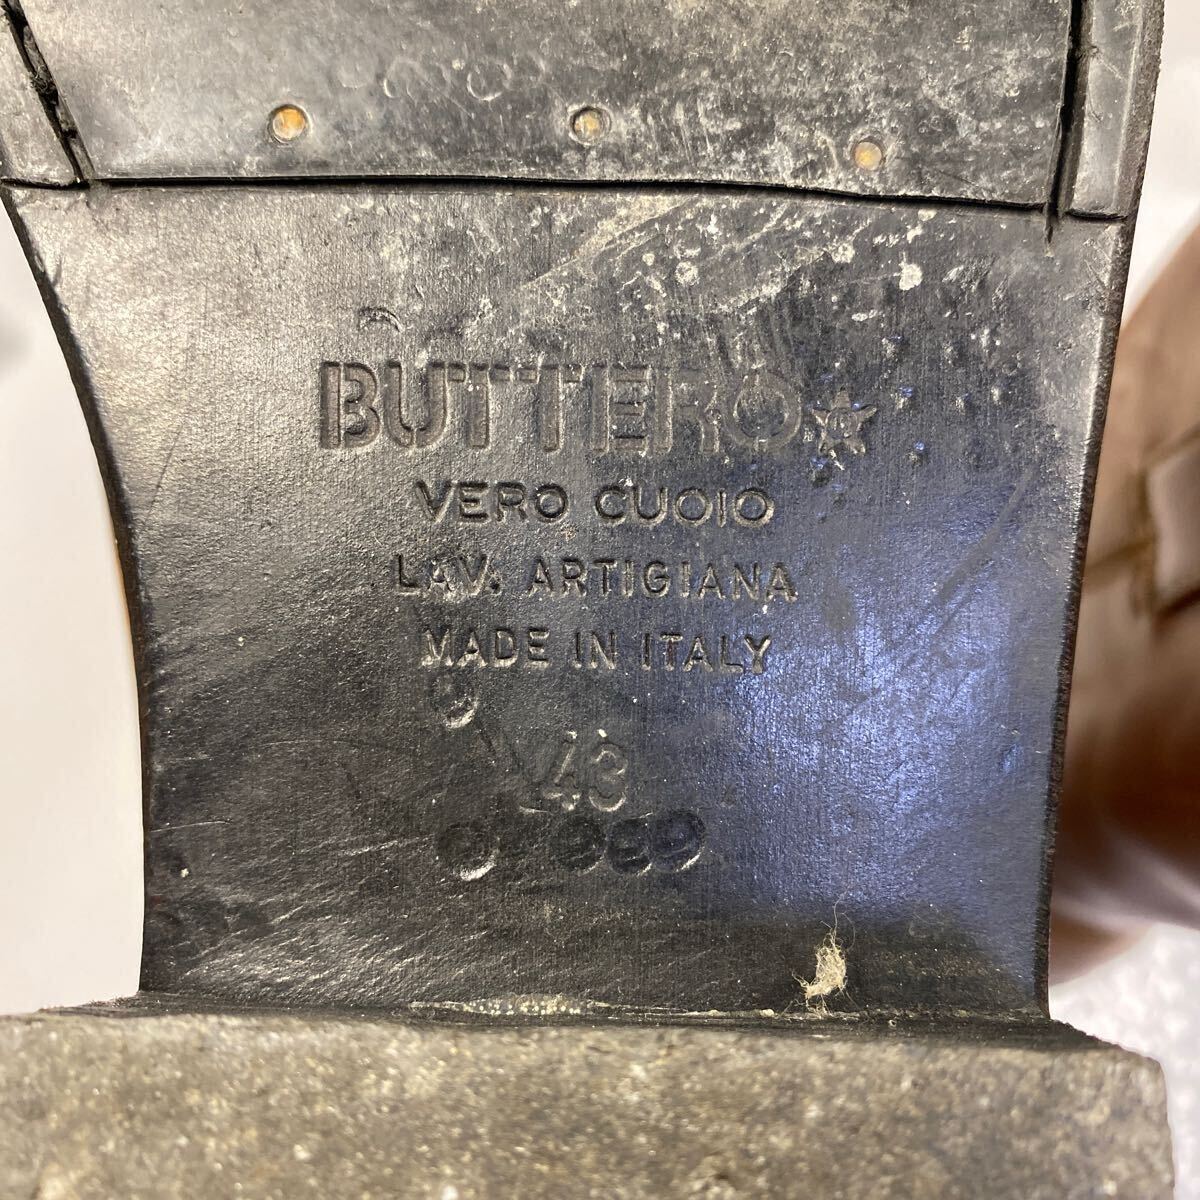 BUTTERO
VERO CUOIO
LAV. ARTIGIANA
MADE IN ITALY
43